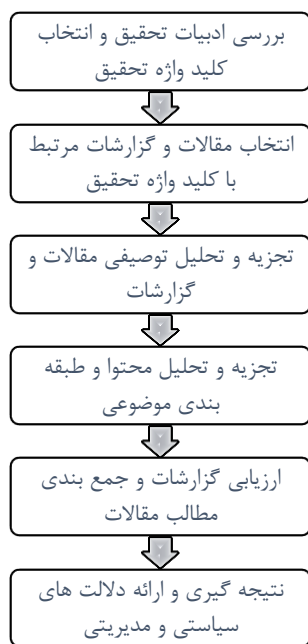 بررسی ادبیات تحقیق و انتخاب
کلید واژه تحقیق
انتخاب مقالات و گزارشات مرتبط
با کلید واژه تحقیق
تجزیه و تحلیل توصیفی مقالات و
گزارشات
تجزیه و تحلیل محتوا و طبقه
بندی موضوعی
ارزیابی گزارشات و جمع بندی
مطالب مقالات
نتیجه گیری و ارائه دلالت های
سیاستی و مدیریتی